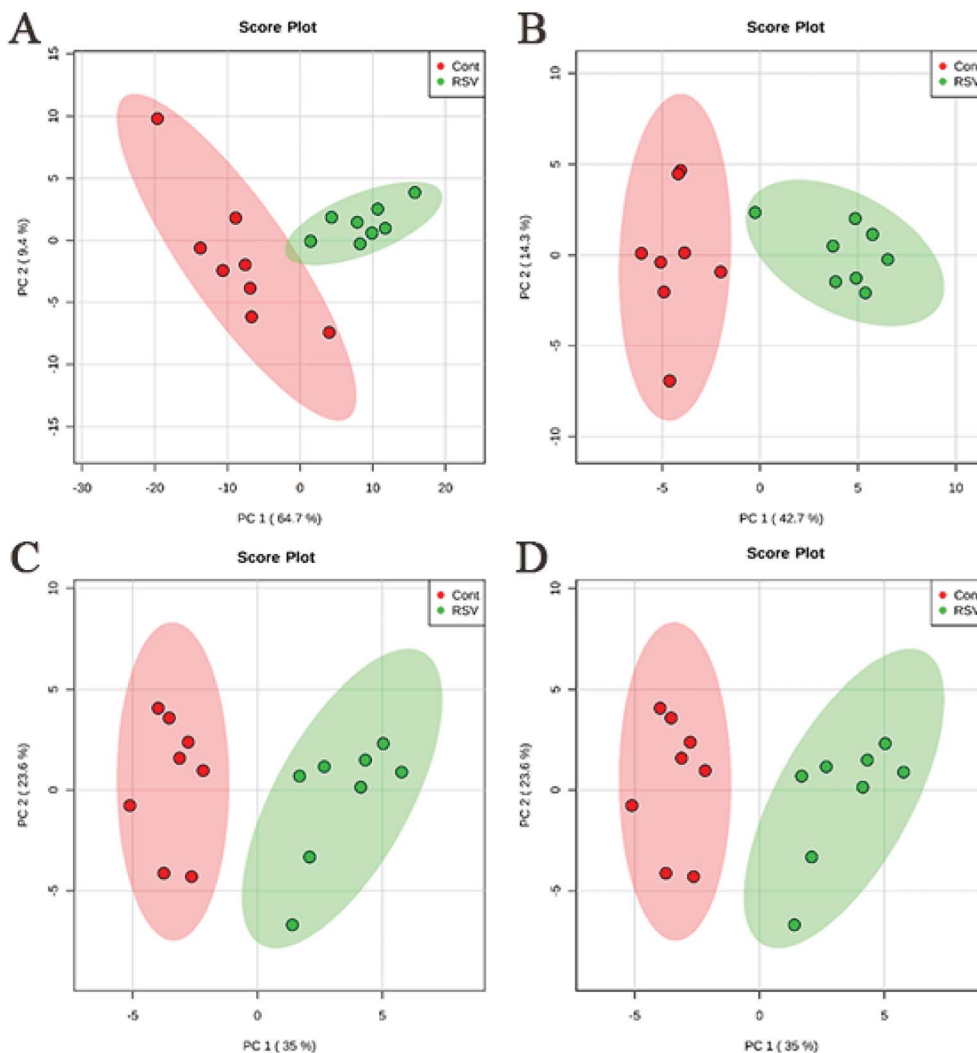 A
Score Plot
Cont
RSV
15
10
5
0
-5
-10
-15
PC 2 ( 9.4 %)
-30 -20 -10 0 10 20
PC 1 ( 64.7 %)
B
Score Plot
Con
RSV
10
5
0
-5
-10
PC 2 ( 14.3 %)
-5 0 5 10
PC 1 ( 42.7 %)
C
Score Plot
Cont
RSV
10
5
0
-5
PC 2 ( 23.6 %)
-5 0 5
PC 1 ( 35 %)
D
Score Plot
Con
RSV
10
5
0
-5
PC 2 ( 23.6 %)
-5 0 5
PC 1 ( 35 %)